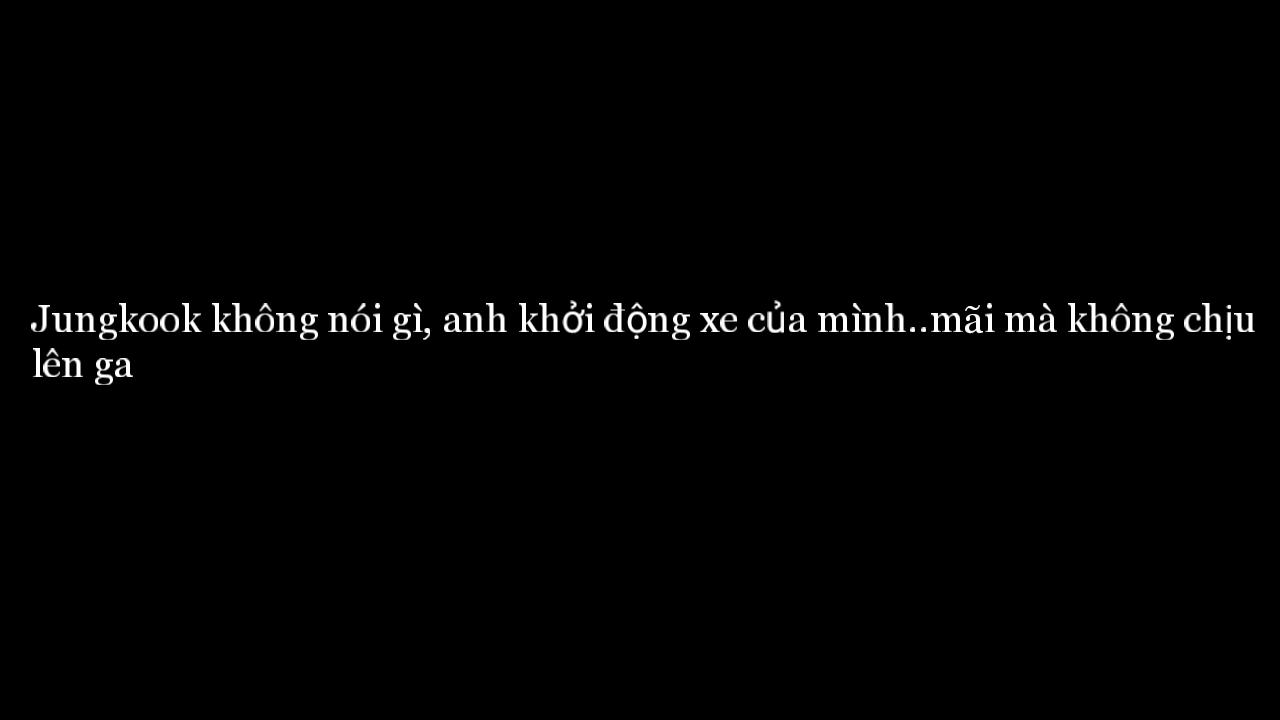 Jungkook không nói gì, anh khởi động xe của mình..mãi mà không chịu
lên ga